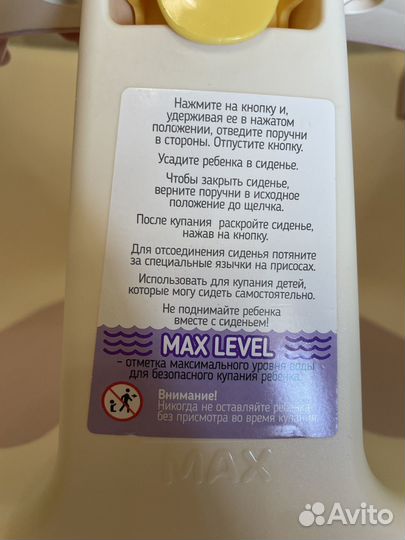 Нажмите на кнопку и,
удерживая ее в нажатом
положении, отведите поручни
в стороны. Отпустите кнопку.
Усадите ребенка в сиденье.
Чтобы закрыть сиденье,
верните поручни в исходное
положение до щелчка.
После купания раскройте сиденье,
нажав на кнопку.
Для отсоединения сиденья потяните
за специальные язычки на присосах.
Использовать для купания детей,
которые могу сидеть самостоятельно.
Не поднимайте ребенка
вместе с сиденьем!
MAX LEVEL
- отметка максимального уровня воды
для безопасного купания ребенка.
Внимание!
Никогда не оставляйте ребенка
без присмотра во время купания.
MAX
Avito